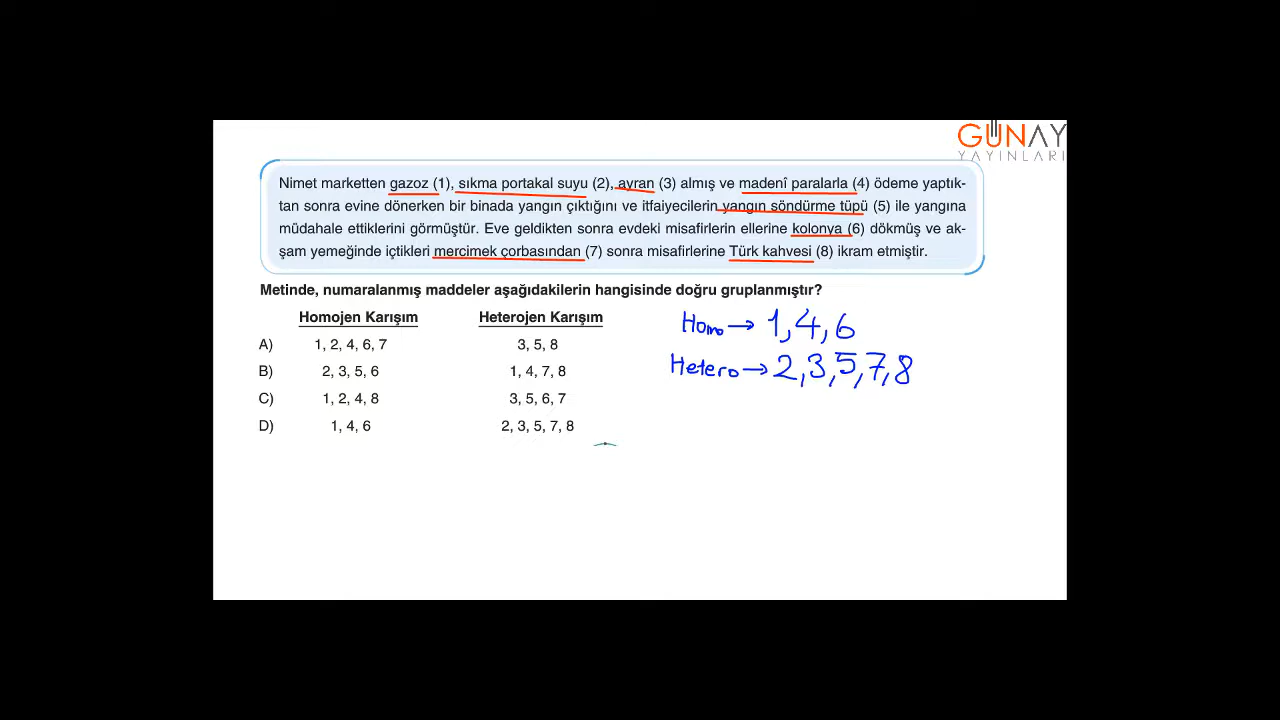 GÜNAY
YAYINLARI
Nimet marketten gazoz (1), sıkma portakal suyu (2), ayran (3) almış ve madenî paralarla (4) ödeme yaptık-
tan sonra evine dönerken bir binada yangın çıktığını ve itfaiyecilerin yangın söndürme tüpü (5) ile yangına
müdahale ettiklerini görmüştür. Eve geldikten sonra evdeki misafirlerin ellerine kolonya (6) dökmüş ve ak-
şam yemeğinde içtikleri mercimek çorbasından (7) sonra misafirlerine Türk kahvesi (8) ikram etmiştir.
Metinde, numaralanmış maddeler aşağıdakilerin hangisinde doğru gruplanmıştır?
Homojen Karışım Heterojen Karışım
A) 1, 2, 4, 6, 7 3, 5, 8
B) 2, 3, 5, 6 1, 4, 7, 8
C) 1, 2, 4, 8 3, 5, 6, 7
D) 1, 4, 6 2, 3, 5, 7, 8
Homo → 1, 4, 6
Hetero → 2, 3, 5, 7, 8